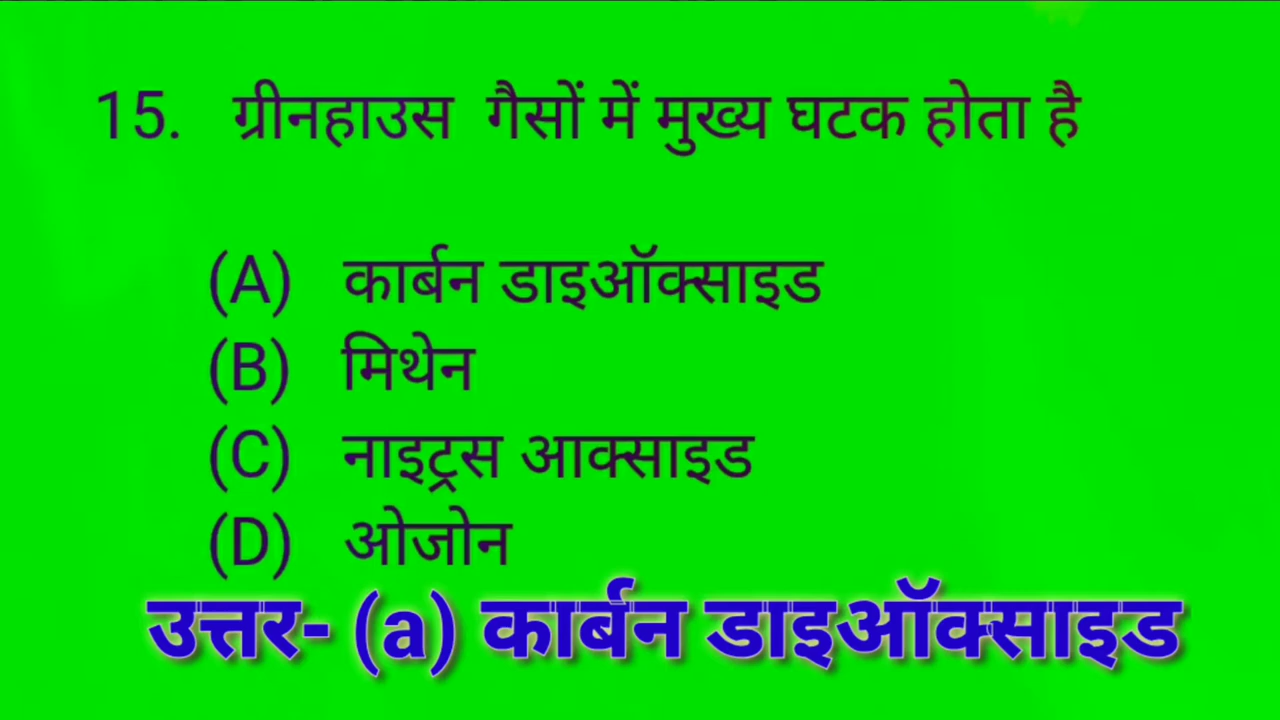 15. ग्रीनहाउस गैसों में मुख्य घटक होता है
(A) कार्बन डाइऑक्साइड
(B) मिथेन
(C) नाइट्रस आक्साइड
(D) ओजोन
उत्तर- (a) कार्बन डाइऑक्साइड